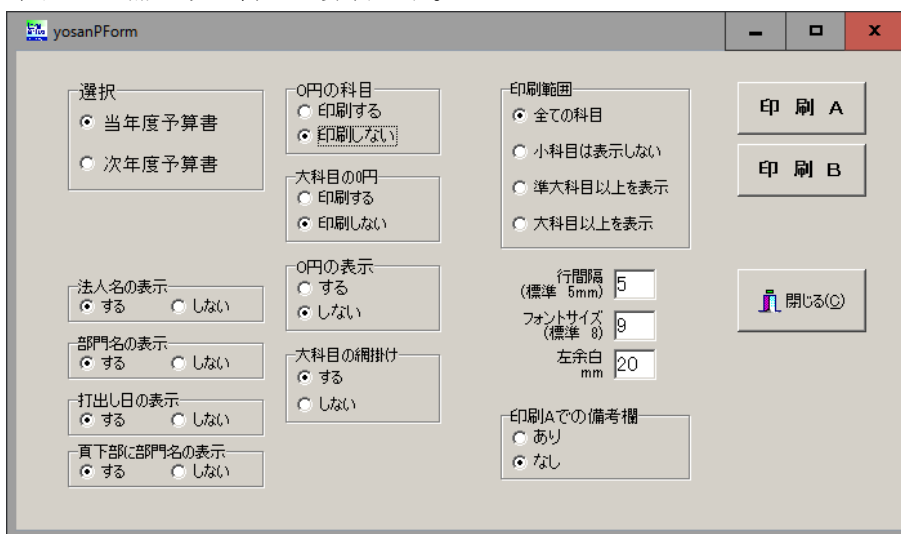 yosanPForm
選択
当年度予算書
次年度予算書
法人名の表示
する しない
部門名の表示
する しない
打出し日の表示
する しない
頁下部に部門名の表示
する しない
0円の科目
印刷する
印刷しない
大科目の0円
印刷する
印刷しない
0円の表示
する
しない
大科目の網掛け
する
しない
印刷範囲
全ての科目
小科目は表示しない
準大科目以上を表示
大科目以上を表示
行間隔
(標準 5mm) 5
フォントサイズ
(標準 8) 9
左余白
mm 20
印刷Aでの備考欄
あり
なし
印 刷 A
印 刷 B
閉じる(C)